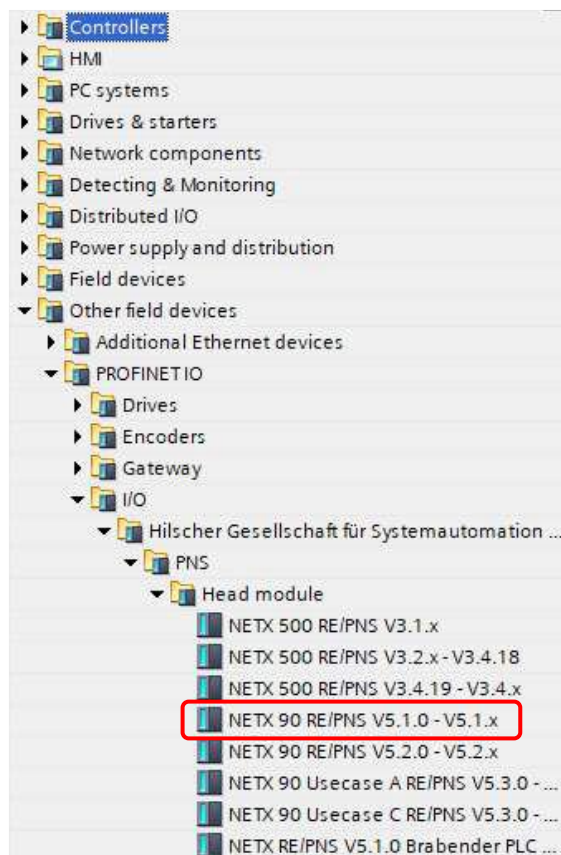 Controllers
HMI
PC systems
Drives & starters
Network components
Detecting & Monitoring
Distributed I/O
Power supply and distribution
Field devices
Other field devices
Additional Ethernet devices
PROFINET IO
Drives
Encoders
Gateway
I/O
Hilscher Gesellschaft für Systemautomation ...
PNS
Head module
NETX 500 RE/PNS V3.1.x
NETX 500 RE/PNS V3.2.x - V3.4.18
NETX 500 RE/PNS V3.4.19 - V3.4.x
NETX 90 RE/PNS V5.1.0 - V5.1.x
NETX 90 RE/PNS V5.2.0 - V5.2.x
NETX 90 Usecase A RE/PNS V5.3.0 - ...
NETX 90 Usecase C RE/PNS V5.3.0 - ...
NETX RE/PNS V5.1.0 Brabender PLC ...